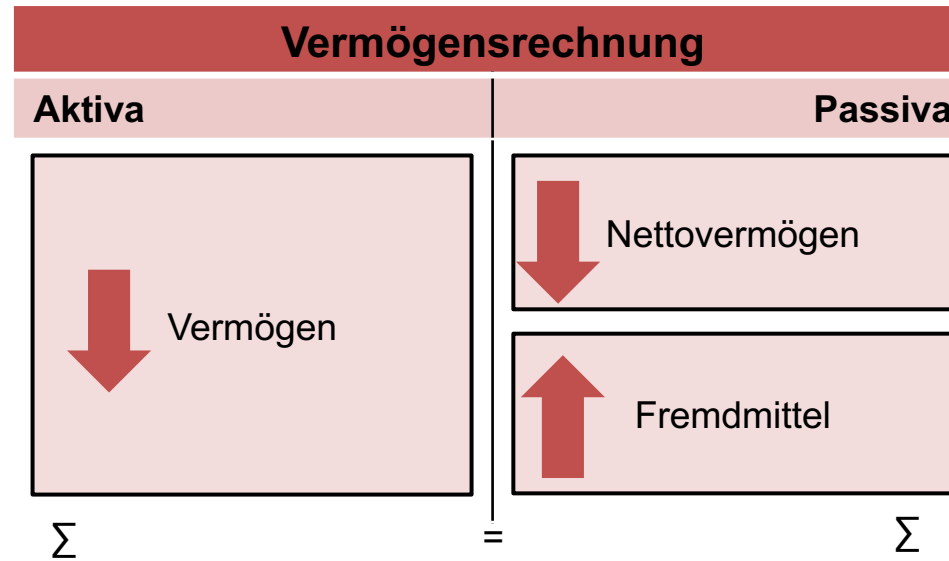 Vermögensrechnung
Aktiva
Passiva
Vermögen
Nettovermögen
Fremdmittel
∑ = ∑